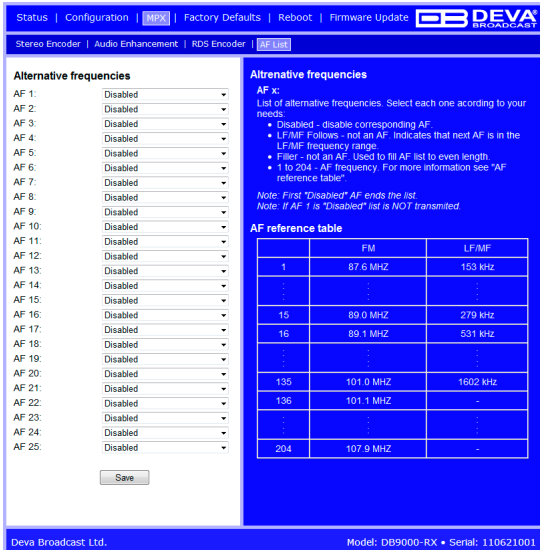 Status | Configuration | MPX | Factory Defaults | Reboot | Firmware Update
DB DEVA
BROADCAST
Stereo Encoder | Audio Enhancement | RDS Encoder | AF List
Alternative frequencies
AF 1: Disabled
AF 2: Disabled
AF 3: Disabled
AF 4: Disabled
AF 5: Disabled
AF 6: Disabled
AF 7: Disabled
AF 8: Disabled
AF 9: Disabled
AF 10: Disabled
AF 11: Disabled
AF 12: Disabled
AF 13: Disabled
AF 14: Disabled
AF 15: Disabled
AF 16: Disabled
AF 17: Disabled
AF 18: Disabled
AF 19: Disabled
AF 20: Disabled
AF 21: Disabled
AF 22: Disabled
AF 23: Disabled
AF 24: Disabled
AF 25: Disabled
Save
Altrenative frequencies
AF x:
List of alternative frequencies. Select each one acording to your
needs:
• Disabled - disable corresponding AF.
• LF/MF Follows - not an AF. Indicates that next AF is in the
LF/MF frequency range.
• Filler - not an AF. Used to fill AF list to even length.
• 1 to 204 - AF frequency. For more information see "AF
reference table".
Note: First "Disabled" AF ends the list.
Note: If AF 1 is "Disabled" list is NOT transmited.
AF reference table
FM LF/MF
1 87.6 MHZ 153 kHz
: : :
: : :
15 89.0 MHZ 279 kHz
16 89.1 MHZ 531 kHz
: : :
: : :
135 101.0 MHZ 1602 kHz
136 101.1 MHZ -
: : :
: : :
204 107.9 MHZ -
Deva Broadcast Ltd. Model: DB9000-RX • Serial: 110621001